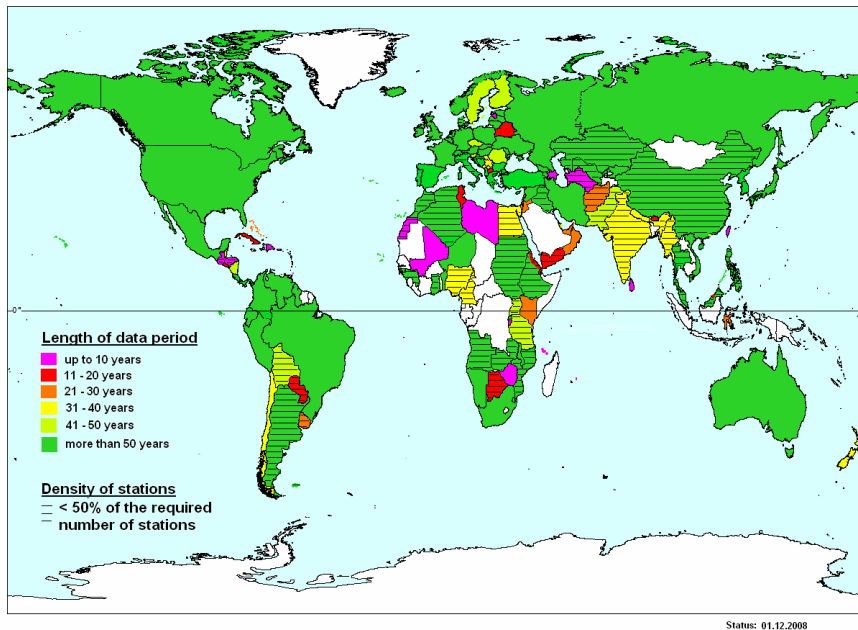 0°
Length of data period
up to 10 years
11 - 20 years
21 - 30 years
31 - 40 years
41 - 50 years
more than 50 years
Density of stations
< 50% of the required
number of stations
Status: 01.12.2008